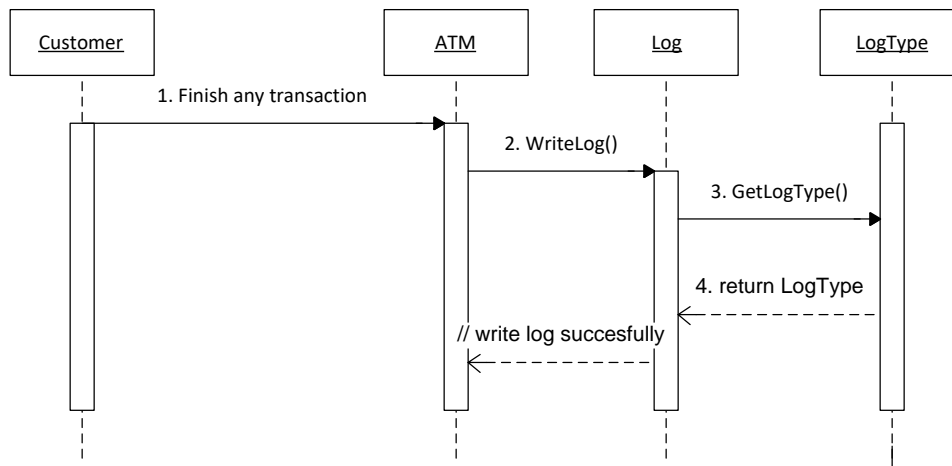 Customer
ATM
Log
LogType
1. Finish any transaction
2. WriteLog()
3. GetLogType()
4. return LogType
// write log succesfully